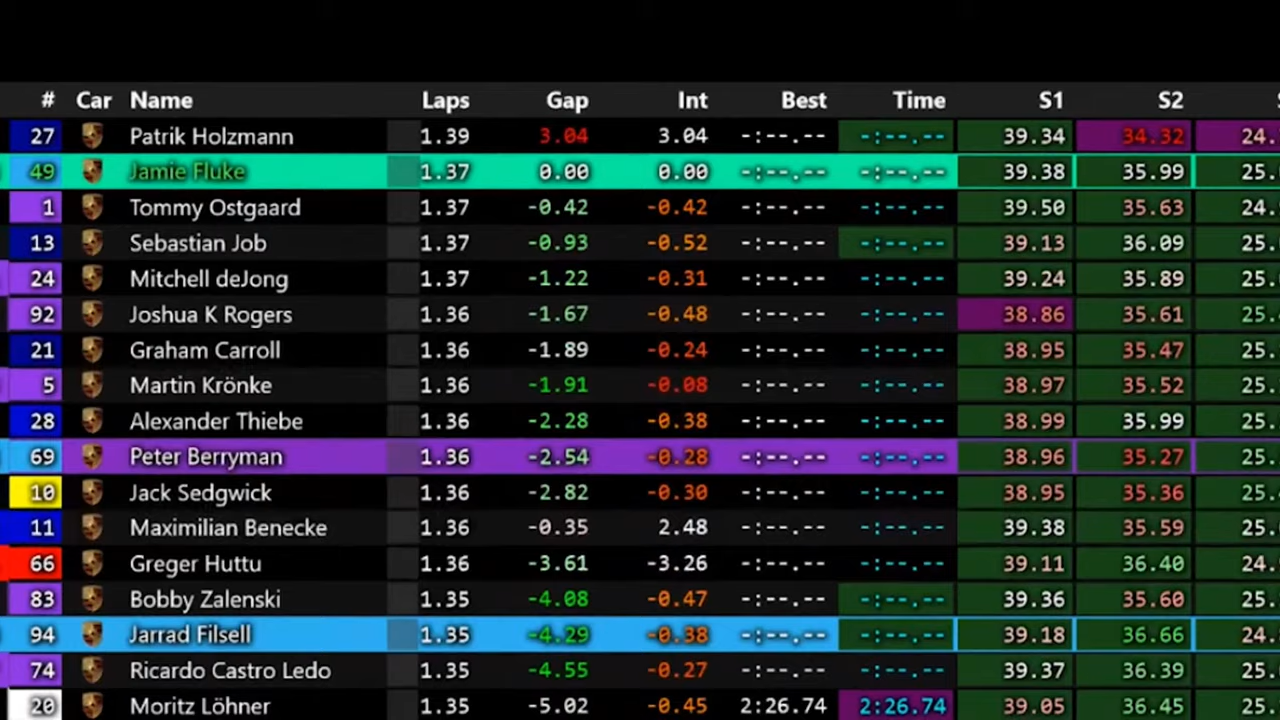 # Car Name Laps Gap Int Best Time S1 S2
27 Patrik Holzmann 1.39 3.04 3.04 -:--.-- -:--.-- 39.34 34.32 24.
49 Jamie Fluke 1.37 0.00 0.00 -:--.-- -:--.-- 39.38 35.99 25.
1 Tommy Ostgaard 1.37 -0.42 -0.42 -:--.-- -:--.-- 39.50 35.63 24.
13 Sebastian Job 1.37 -0.93 -0.52 -:--.-- -:--.-- 39.13 36.09 25.
24 Mitchell deJong 1.37 -1.22 -0.31 -:--.-- -:--.-- 39.24 35.89 25.
92 Joshua K Rogers 1.36 -1.67 -0.48 -:--.-- -:--.-- 38.86 35.61 25.
21 Graham Carroll 1.36 -1.89 -0.24 -:--.-- -:--.-- 38.95 35.47 25.
5 Martin Krönke 1.36 -1.91 -0.08 -:--.-- -:--.-- 38.97 35.52 25.
28 Alexander Thiebe 1.36 -2.28 -0.38 -:--.-- -:--.-- 38.99 35.99 25.
69 Peter Berryman 1.36 -2.54 -0.28 -:--.-- -:--.-- 38.96 35.27 25.
10 Jack Sedgwick 1.36 -2.82 -0.30 -:--.-- -:--.-- 38.95 35.36 25.
11 Maximilian Benecke 1.36 -0.35 2.48 -:--.-- -:--.-- 39.38 35.59 25.
66 Greger Huttu 1.36 -3.61 -3.26 -:--.-- -:--.-- 39.11 36.40 24.
83 Bobby Zalenski 1.35 -4.08 -0.47 -:--.-- -:--.-- 39.36 35.60 25.
94 Jarrad Filsell 1.35 -4.29 -0.38 -:--.-- -:--.-- 39.18 36.66 24.
74 Ricardo Castro Ledo 1.35 -4.55 -0.27 -:--.-- -:--.-- 39.37 36.39 25.
20 Moritz Löhner 1.35 -5.02 -0.45 2:26.74 2:26.74 39.05 36.45 25.